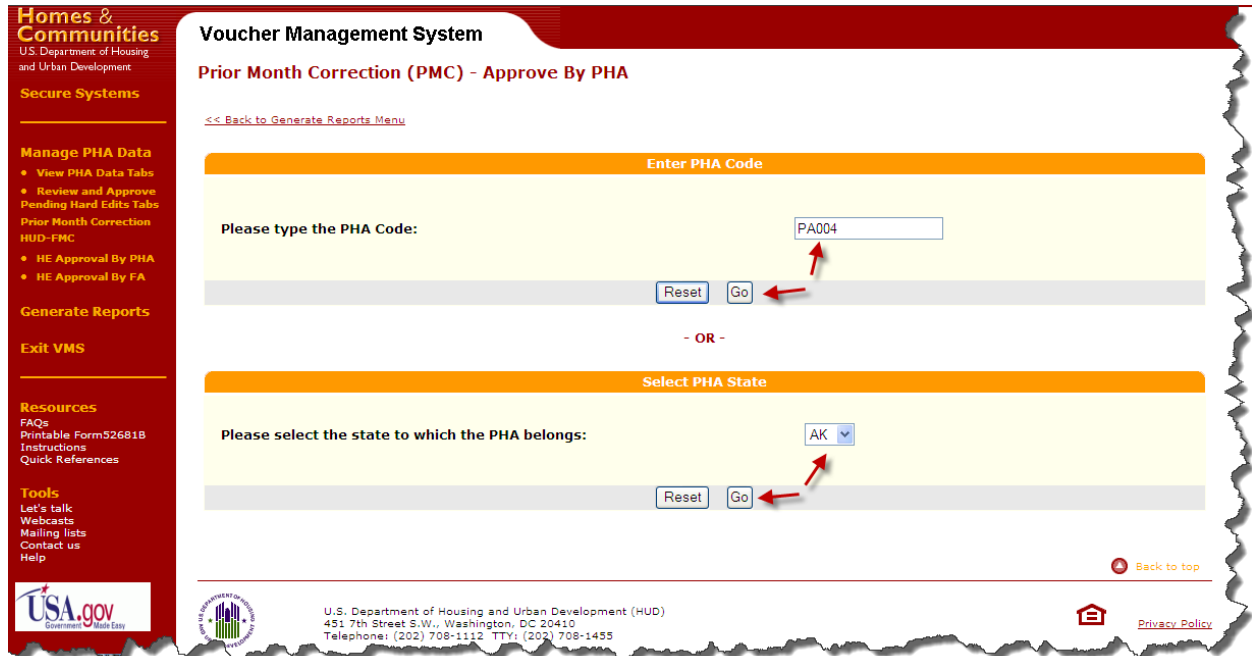 Homes &
Communities
U.S. Department of Housing
and Urban Development
Secure Systems
Manage PHA Data
• View PHA Data Tabs
• Review and Approve
Pending Hard Edits Tabs
Prior Month Correction
HUD-FMC
• HE Approval By PHA
• HE Approval By FA
Generate Reports
Exit VMS
Resources
FAQs
Printable Form52681B
Instructions
Quick References
Tools
Let's talk
Webcasts
Mailing lists
Contact us
Help
USA.gov
Government Made Easy
Voucher Management System
Prior Month Correction (PMC) - Approve By PHA
<< Back to Generate Reports Menu
Enter PHA Code
Please type the PHA Code: PA004
Reset Go
- OR -
Select PHA State
Please select the state to which the PHA belongs: AK
Reset Go
Back to top
U.S. Department of Housing and Urban Development (HUD)
451 7th Street S.W., Washington, DC 20410
Telephone: (202) 708-1112 TTY: (202) 708-1455
Privacy Policy